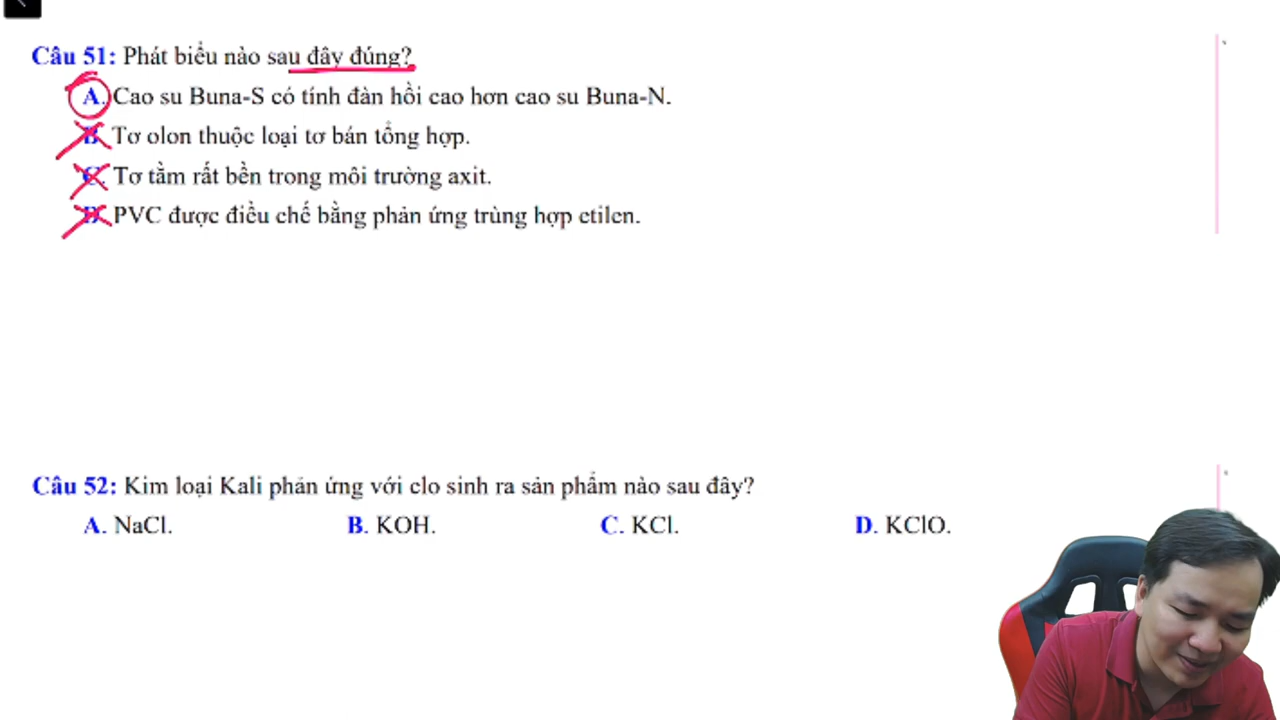 Câu 51: Phát biểu nào sau đây đúng?
A. Cao su Buna-S có tính đàn hồi cao hơn cao su Buna-N.
B. Tơ olon thuộc loại tơ bán tổng hợp.
C. Tơ tằm rất bền trong môi trường axit.
D. PVC được điều chế bằng phản ứng trùng hợp etilen.
Câu 52: Kim loại Kali phản ứng với clo sinh ra sản phẩm nào sau đây?
A. NaCl. B. KOH. C. KCl. D. KClO.